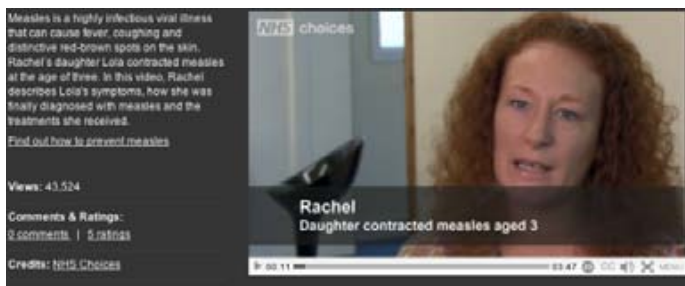 Measles is a highly infectious viral illness
that can cause fever, coughing and
distinctive red-brown spots on the skin.
Rachel's daughter Lola contracted measles
at the age of three. In this video, Rachel
describes Lola's symptoms, how she was
finally diagnosed with measles and the
treatments she received.
Find out how to prevent measles
Views: 43,524
Comments & Ratings:
0 comments | 5 ratings
Credits: NHS Choices
NHS choices
Rachel
Daughter contracted measles aged 3
00.11 03.47 CC MENU